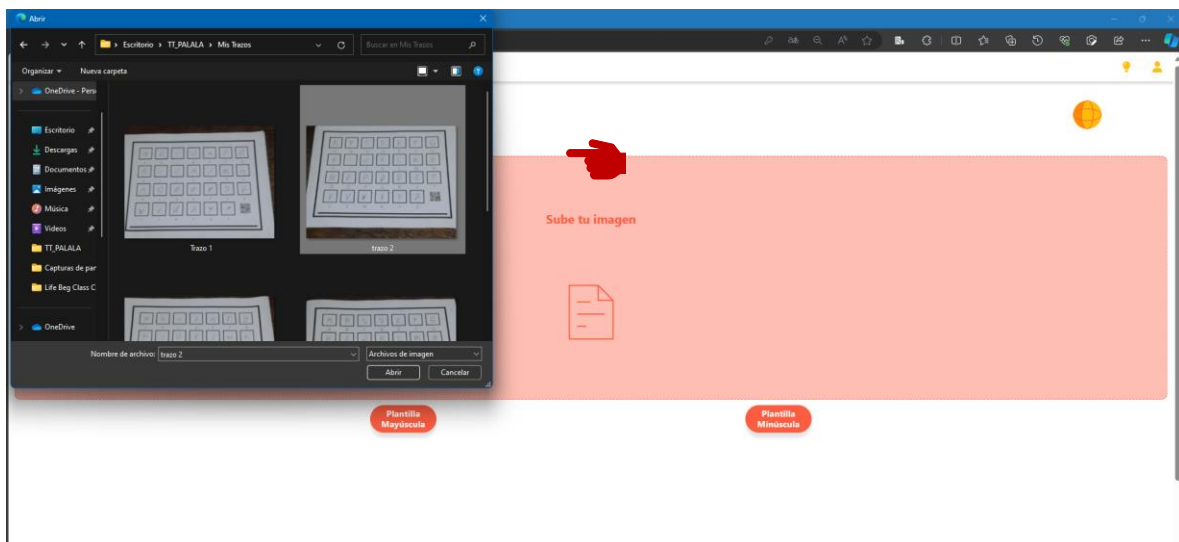 Abrir
Escritorio › TT_PALALA › Mis Trazos
Buscar en Mis Trazos
Organizar
Nueva carpeta
OneDrive - Pers
Escritorio
Descargas
Documentos
Imágenes
Música
Videos
TT_PALALA
Capturas de par
Life Beg Class C
OneDrive
Trazo 1
trazo 2
Nombre de archivo: trazo 2
Archivos de imagen
Abrir
Cancelar
Sube tu imagen
Plantilla
Mayúscula
Plantilla
Minúscula